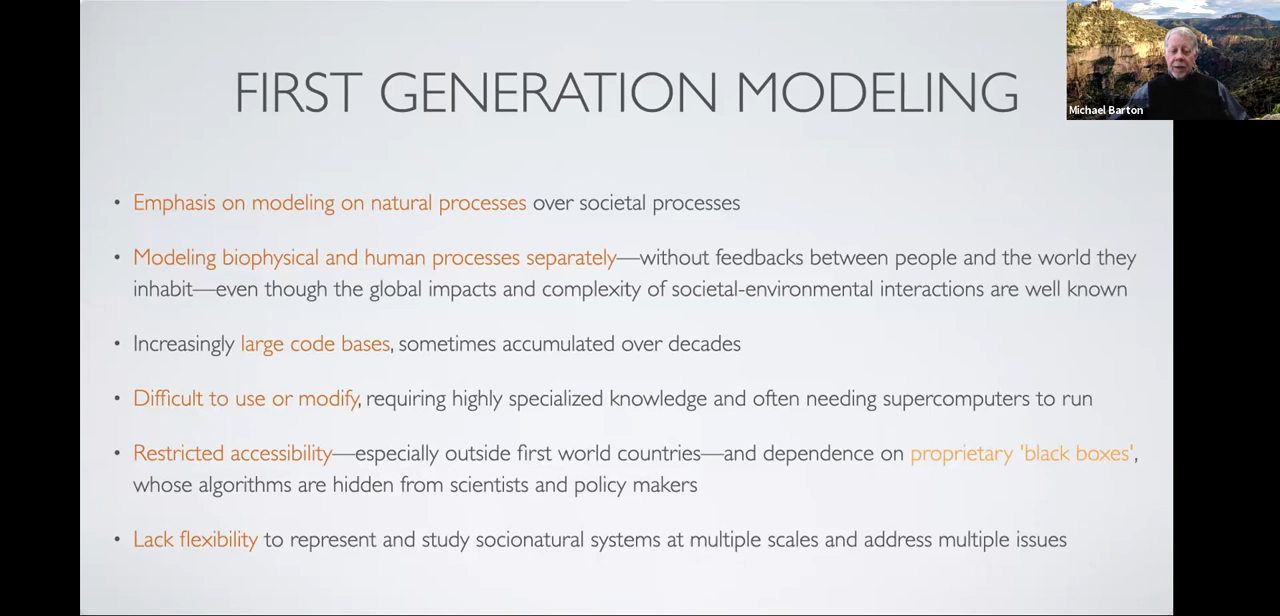 FIRST GENERATION MODELING
Michael Barton
• Emphasis on modeling on natural processes over societal processes
• Modeling biophysical and human processes separately—without feedbacks between people and the world they
inhabit—even though the global impacts and complexity of societal-environmental interactions are well known
• Increasingly large code bases, sometimes accumulated over decades
• Difficult to use or modify, requiring highly specialized knowledge and often needing supercomputers to run
• Restricted accessibility—especially outside first world countries—and dependence on proprietary 'black boxes',
whose algorithms are hidden from scientists and policy makers
• Lack flexibility to represent and study socionatural systems at multiple scales and address multiple issues